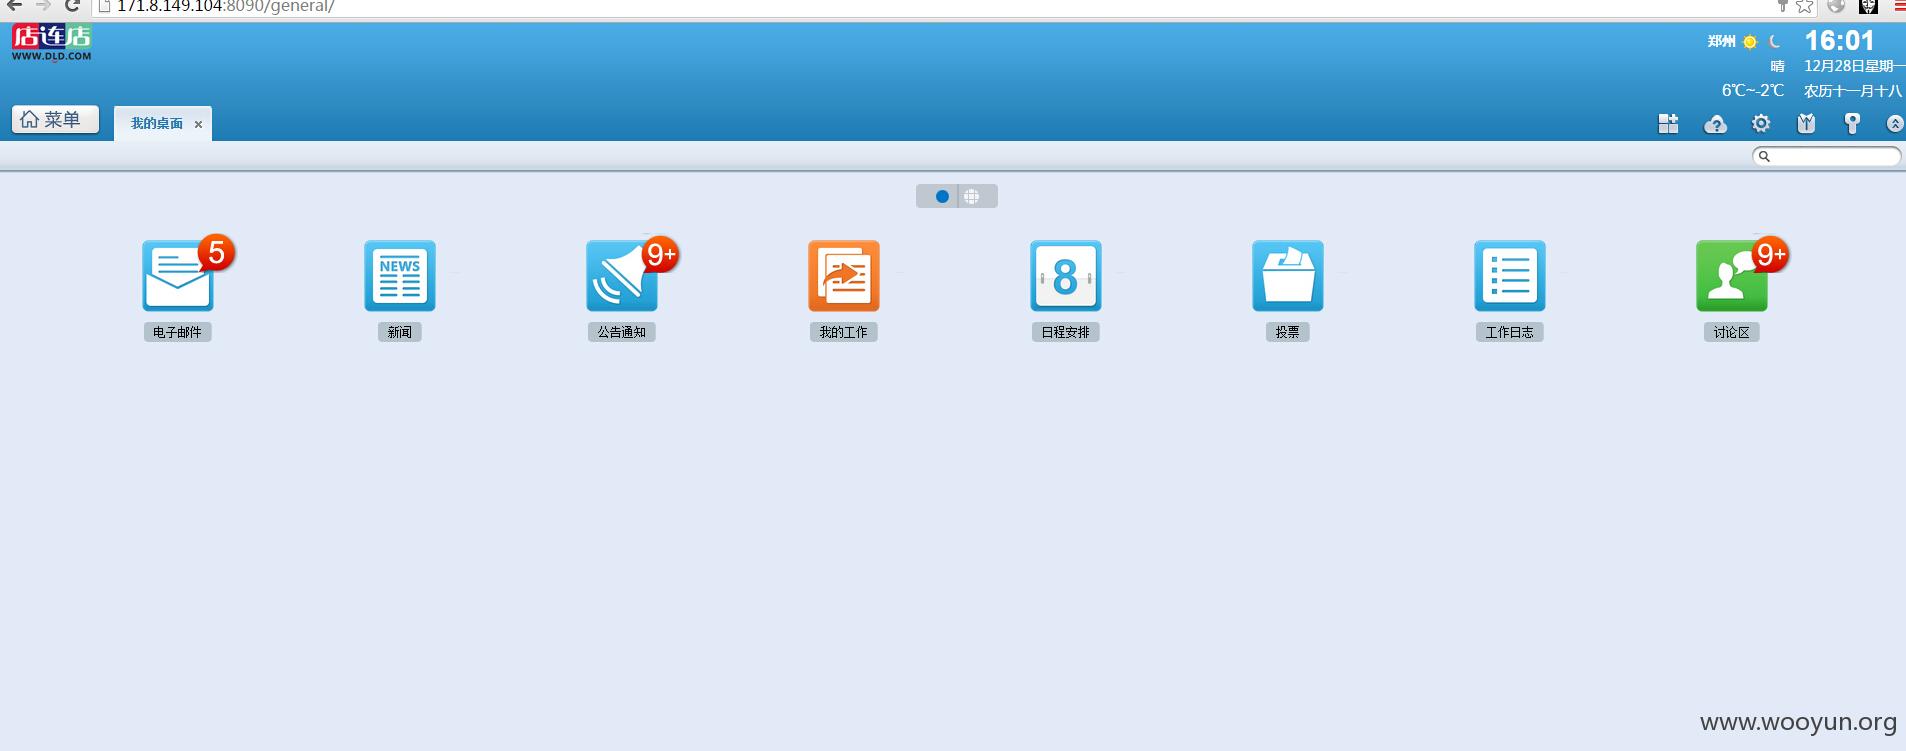 171.8.149.104:8090/general/
店连店
WWW.DLD.COM
郑州
16:01
晴
12月28日星期一
6℃~-2℃
农历十一月十八
菜单
我的桌面
5
NEWS
9+
8
9+
电子邮件
新闻
公告通知
我的工作
日程安排
投票
工作日志
讨论区
www.wooyun.org